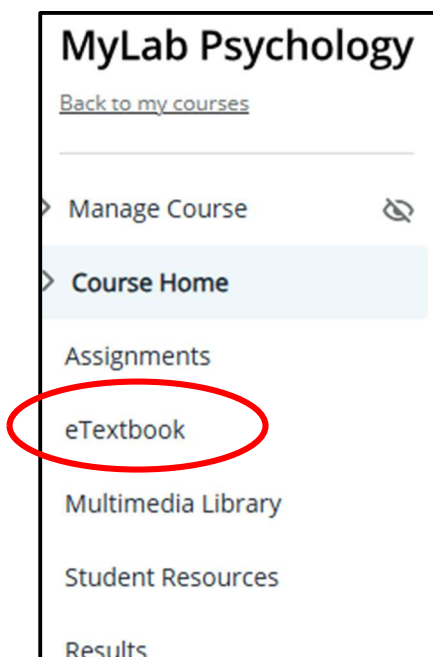 MyLab Psychology
Back to my courses
Manage Course
Course Home
Assignments
eTextbook
Multimedia Library
Student Resources
Results